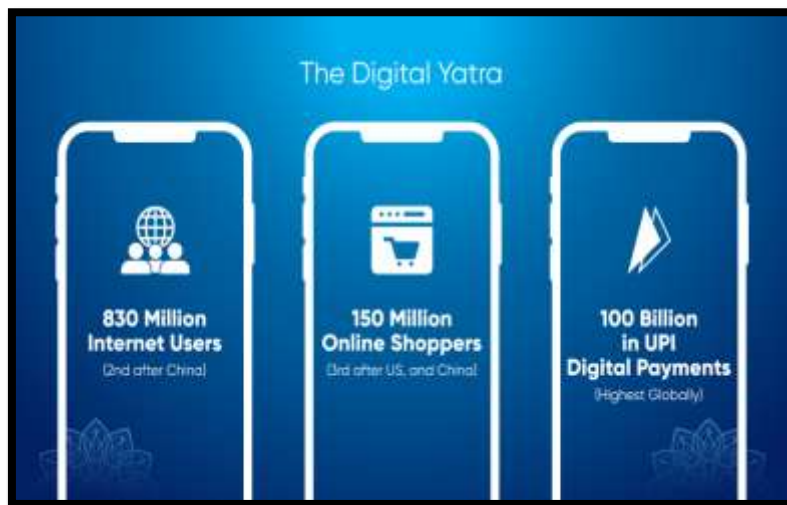 The Digital Yatra
830 Million
Internet Users
(2nd after China)
150 Million
Online Shoppers
(3rd after US, and China)
100 Billion
in UPI
Digital Payments
(Highest Globally)